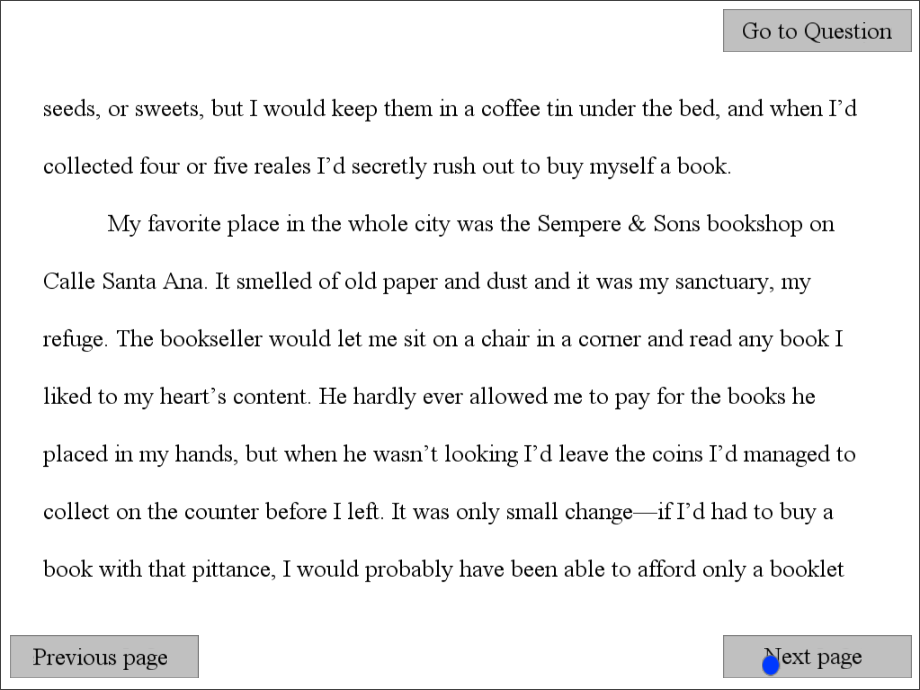 Go to Question
seeds, or sweets, but I would keep them in a coffee tin under the bed, and when I’d
collected four or five reales I’d secretly rush out to buy myself a book.
My favorite place in the whole city was the Sempere & Sons bookshop on
Calle Santa Ana. It smelled of old paper and dust and it was my sanctuary, my
refuge. The bookseller would let me sit on a chair in a corner and read any book I
liked to my heart’s content. He hardly ever allowed me to pay for the books he
placed in my hands, but when he wasn’t looking I’d leave the coins I’d managed to
collect on the counter before I left. It was only small change—if I’d had to buy a
book with that pittance, I would probably have been able to afford only a booklet
Previous page
Next page